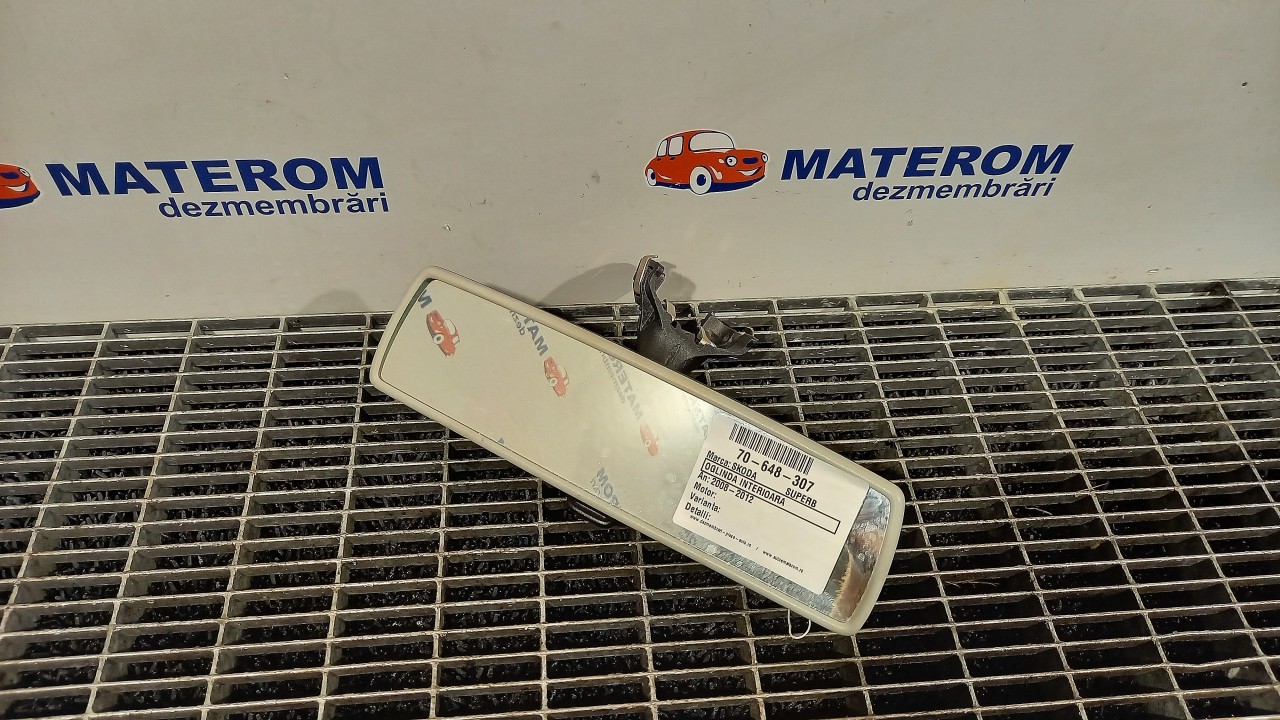 MATEROM
dezmembrări
MATEROM
dezmembrări
70-648-307
Marca: SKODA SUPERB
OGLINDA INTERIOARA
An: 2008-2012
Motor:
Varianta:
Detalii: